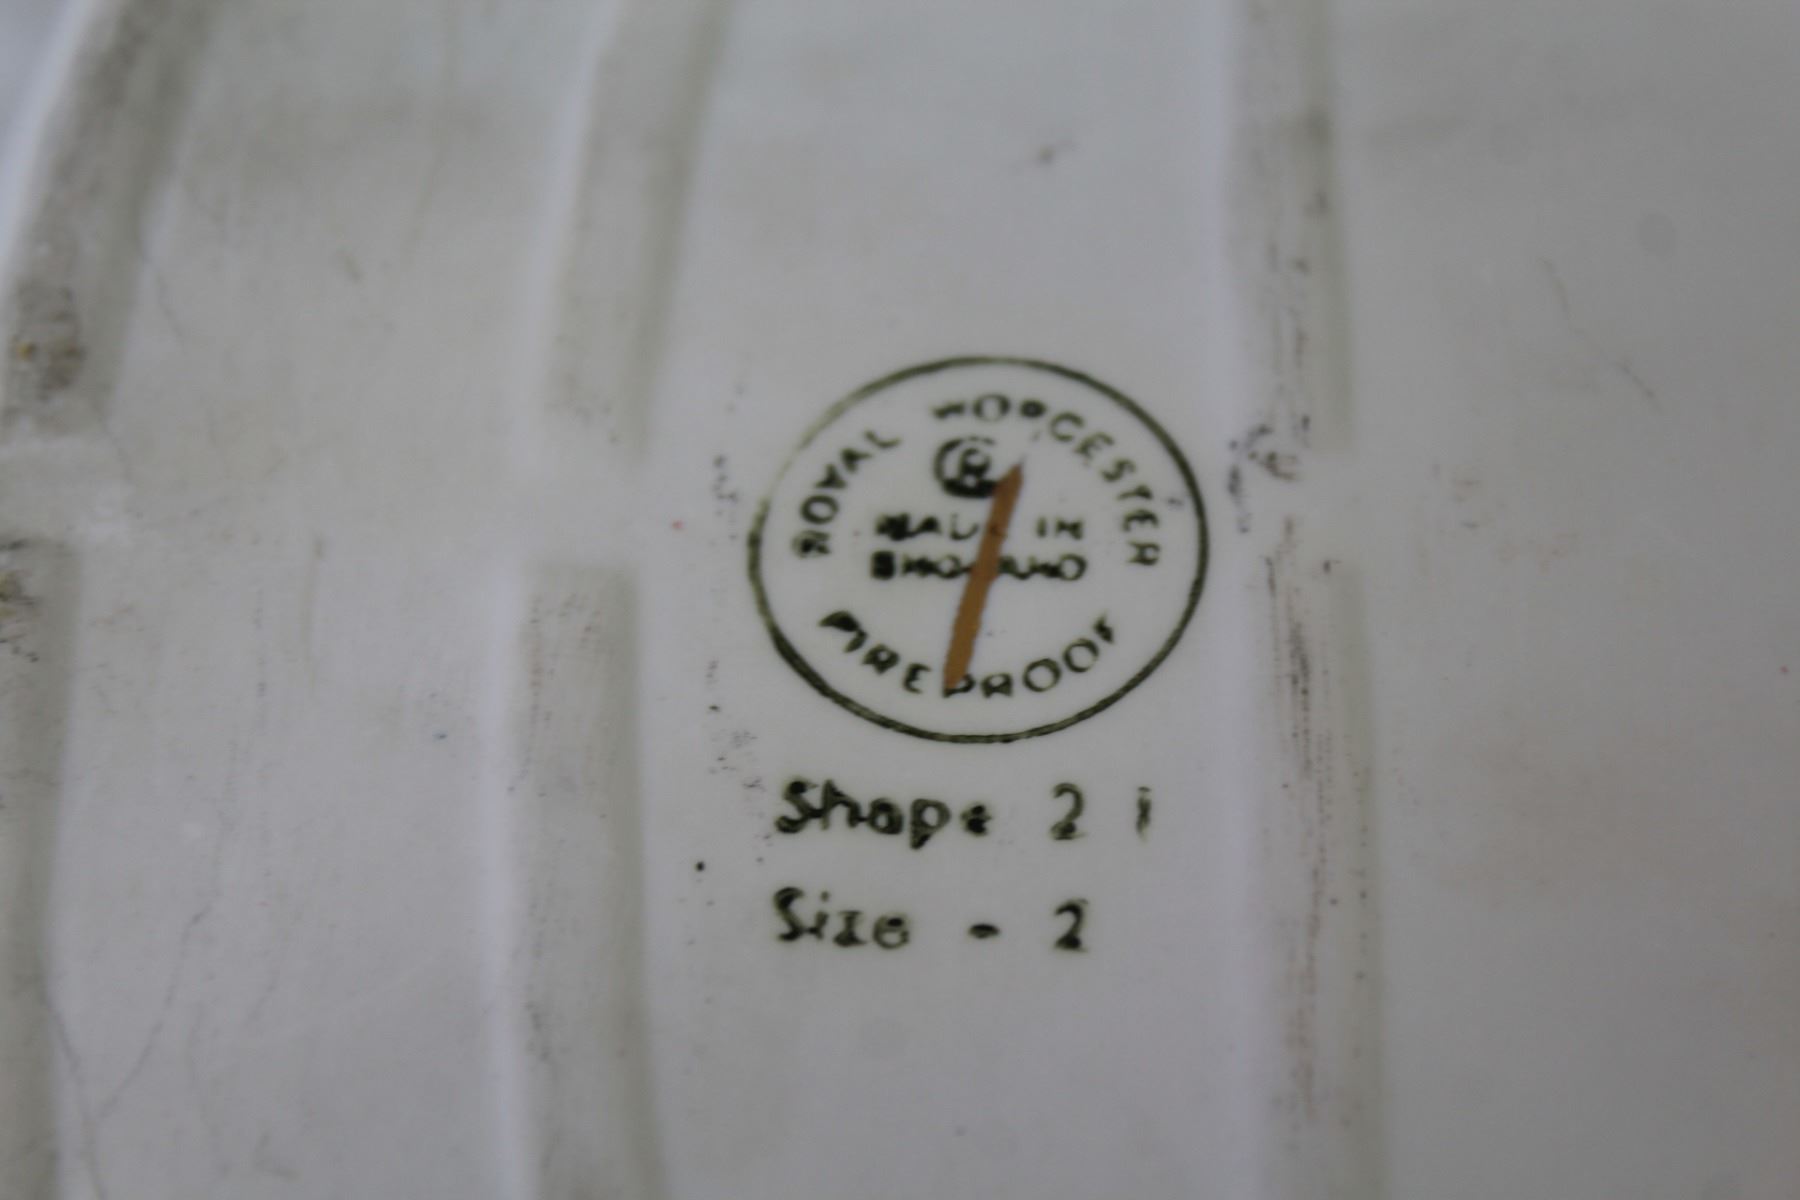 ROYAL WORCESTER
R
MADE IN
ENGLAND
FIREPROOF
Shape 21
Size - 2